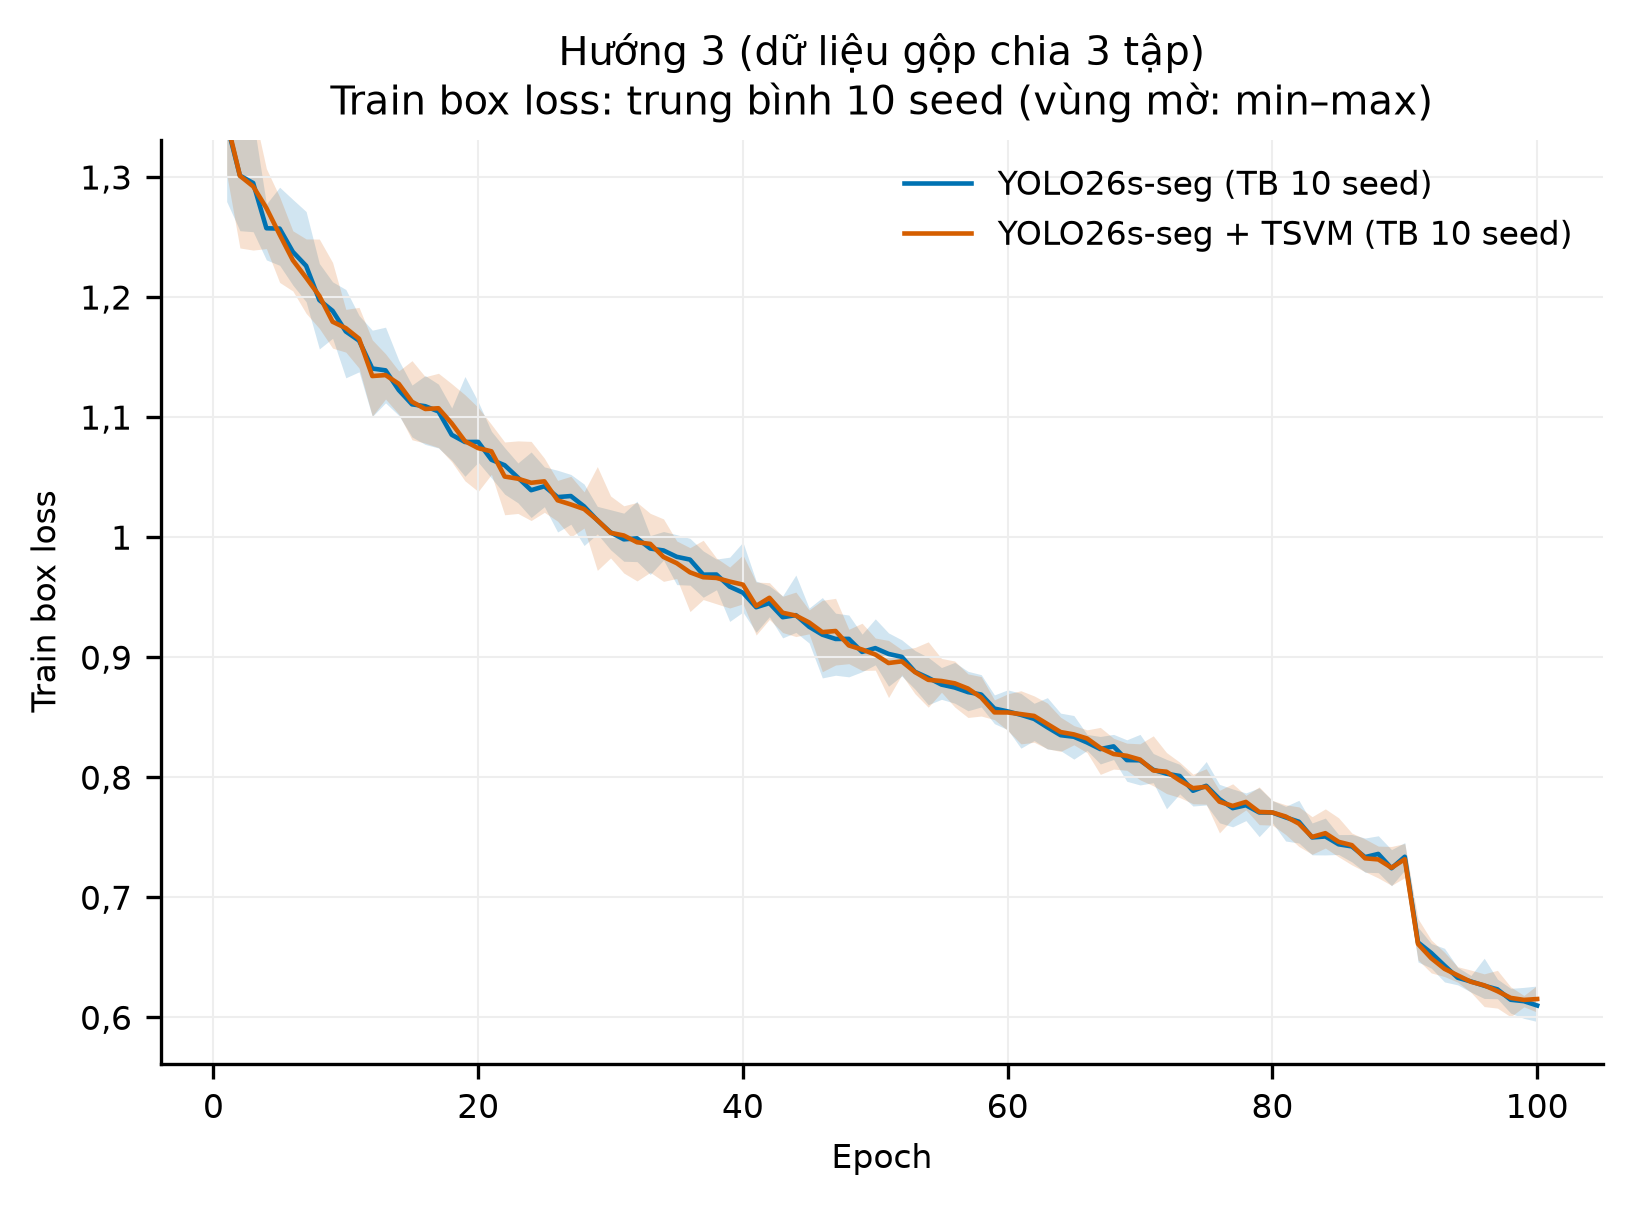 Hướng 3 (dữ liệu gộp chia 3 tập)
Train box loss: trung bình 10 seed (vùng mờ: min–max)
YOLO26s-seg (TB 10 seed)
YOLO26s-seg + TSVM (TB 10 seed)
Train box loss
1,3
1,2
1,1
1
0,9
0,8
0,7
0,6
0 20 40 60 80 100
Epoch